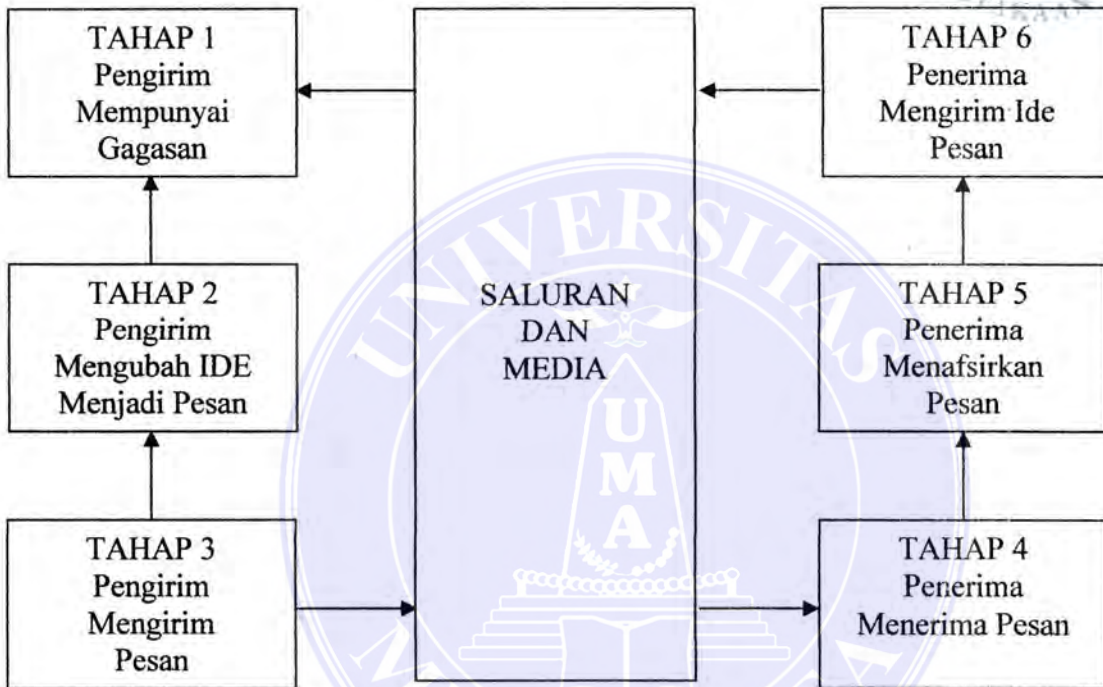 TAHAP 1
Pengirim
Mempunyai
Gagasan
TAHAP 2
Pengirim
Mengubah IDE
Menjadi Pesan
TAHAP 3
Pengirim
Mengirim
Pesan
SALURAN
DAN
MEDIA
TAHAP 6
Penerima
Mengirim Ide
Pesan
TAHAP 5
Penerima
Menafsirkan
Pesan
TAHAP 4
Penerima
Menerima Pesan
UNIVERSITAS
UMA